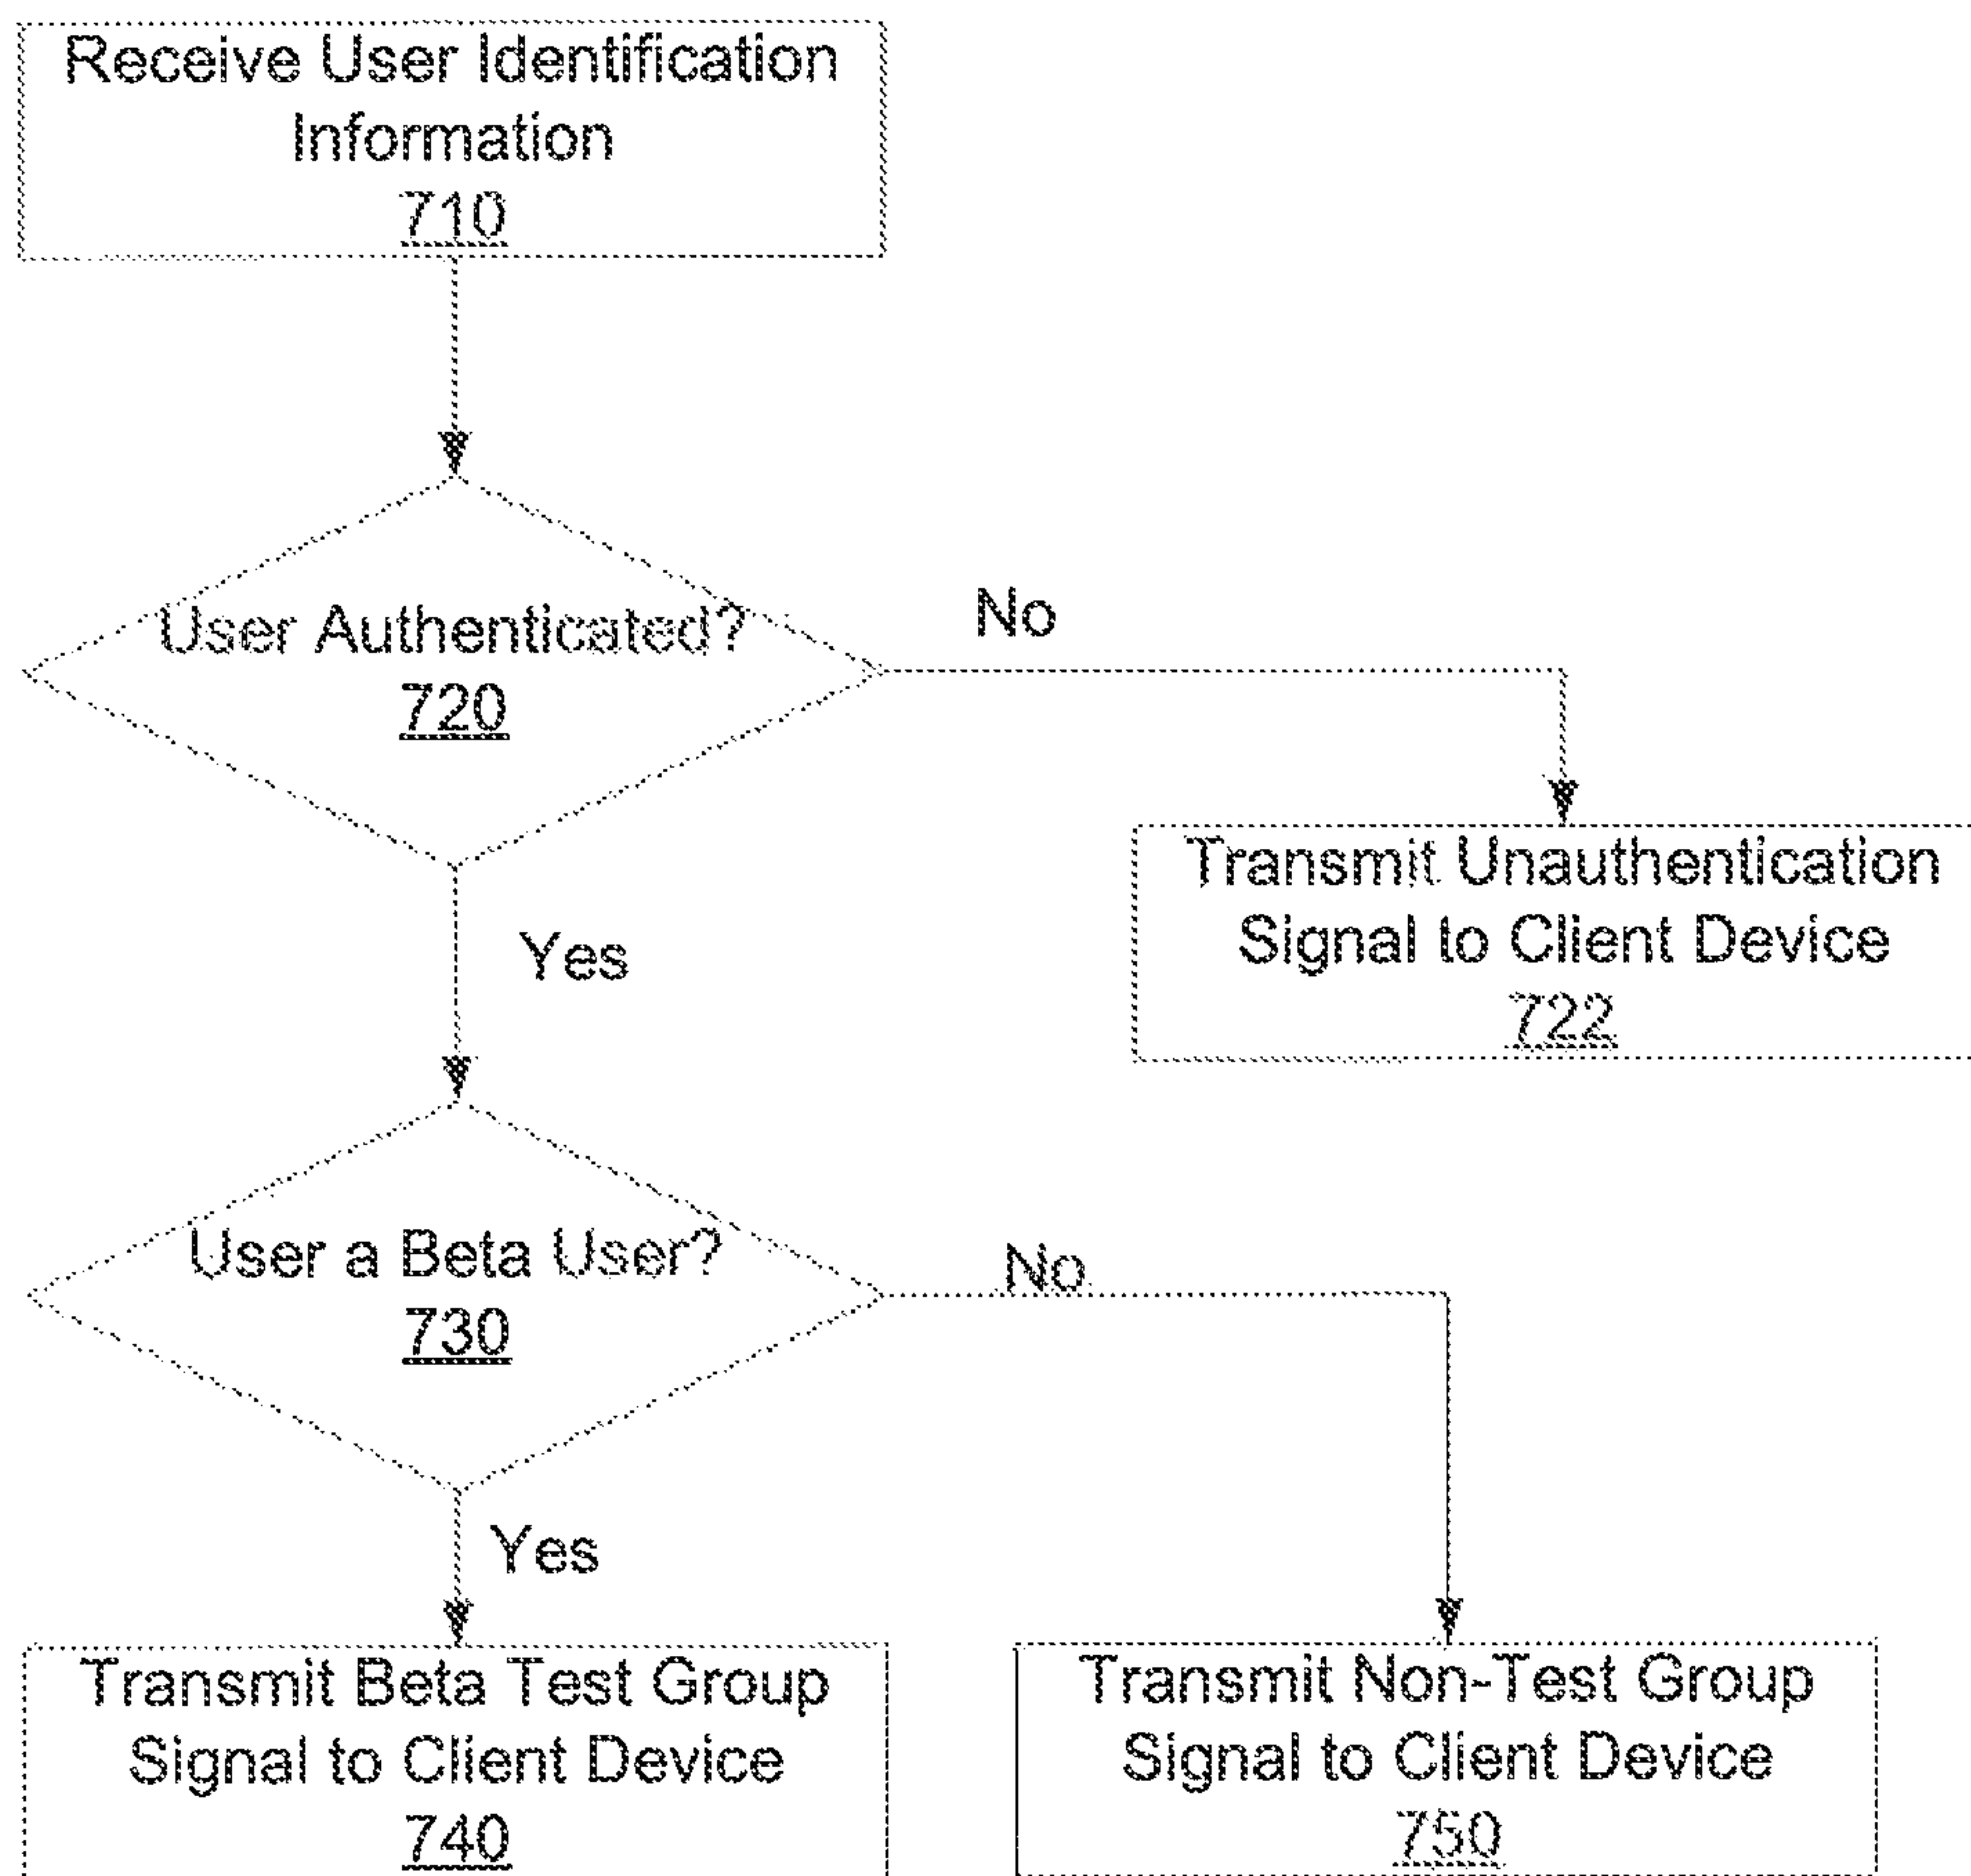 Receive User Identification
Information
710
User Authenticated?
720
No
Transmit Unauthentication
Signal to Client Device
722
Yes
User a Beta User?
730
No
Yes
Transmit Beta Test Group
Signal to Client Device
740
Transmit Non-Test Group
Signal to Client Device
750